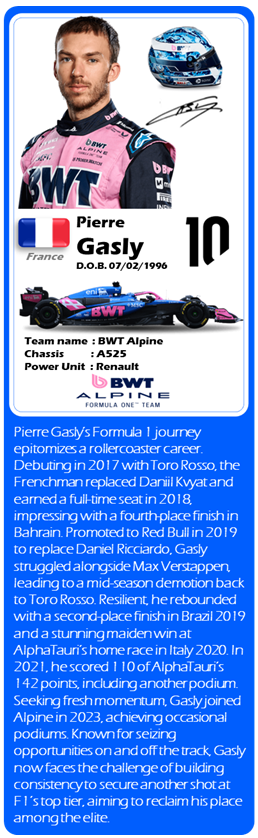 BWT
ALPINE
BWT
Pierre
Gasly
D.O.B. 07/02/1996
France
10
BWT
Team name : BWT Alpine
Chassis : A525
Power Unit : Renault
BWT
ALPINE
FORMULA ONE™ TEAM
Pierre Gasly's Formula 1 journey
epitomizes a rollercoaster career.
Debuting in 2017 with Toro Rosso, the
Frenchman replaced Daniil Kvyat and
earned a full-time seat in 2018,
impressing with a fourth-place finish in
Bahrain. Promoted to Red Bull in 2019
to replace Daniel Ricciardo, Gasly
struggled alongside Max Verstappen,
leading to a mid-season demotion back
to Toro Rosso. Resilient, he rebounded
with a second-place finish in Brazil 2019
and a stunning maiden win at
AlphaTauri's home race in Italy 2020. In
2021, he scored 110 of AlphaTauri's
142 points, including another podium.
Seeking fresh momentum, Gasly joined
Alpine in 2023, achieving occasional
podiums. Known for seizing
opportunities on and off the track, Gasly
now faces the challenge of building
consistency to secure another shot at
F1's top tier, aiming to reclaim his place
among the elite.